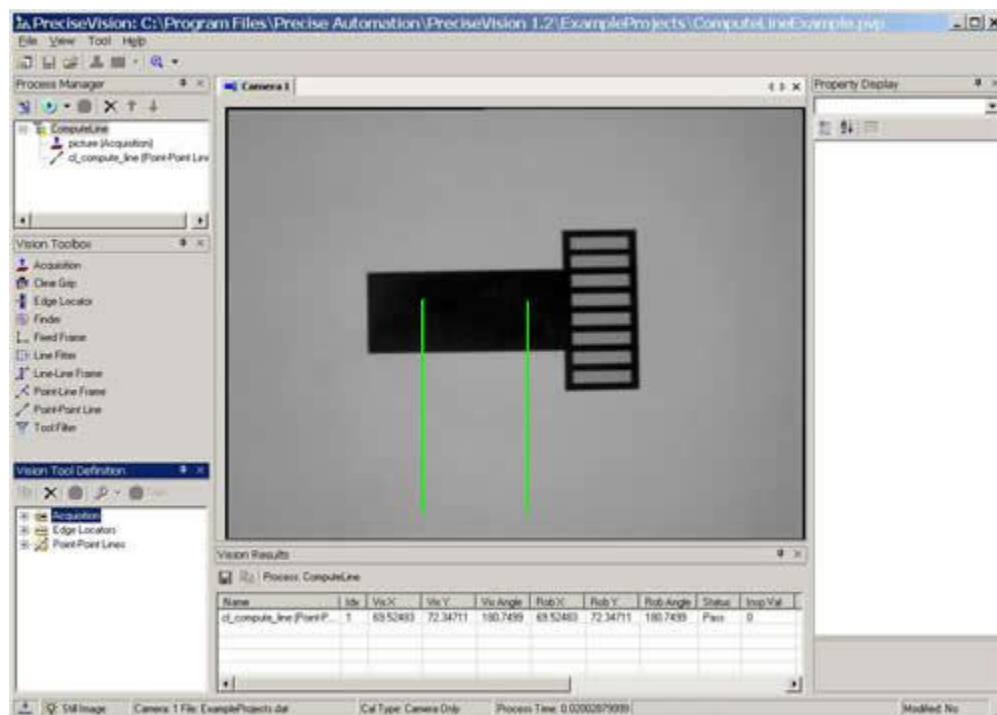 PreciseVision: C:\Program Files\Precise Automation\PreciseVision 1.2\ExampleProjects\ComputeLineExample.pvp
File View Tool Help
Process Manager
ComputeLine
picture (Acquisition)
cl_compute_line (Point-Point Line
Vision Toolbox
Acquisition
Clear Grip
Edge Locator
Finder
Fixed Frame
Line Fitter
Line-Line Frame
Point-Line Frame
Point-Point Line
Tool Filter
Vision Tool Definition
Acquisition
Edge Locators
Point-Point Lines
Camera 1
Vision Results
Process: ComputeLine
Name Idx Vis X Vis Y Vis Angle Rob X Rob Y Rob Angle Status Insp Val
cl_compute_line (Point-P... 1 69.52483 72.34711 180.7499 69.52483 72.34711 180.7499 Pass 0
Property Display
Still Image Camera: 1 File: ExampleProjects.dat Cal Type: Camera Only Process Time: 0.02002879999 Modified: No